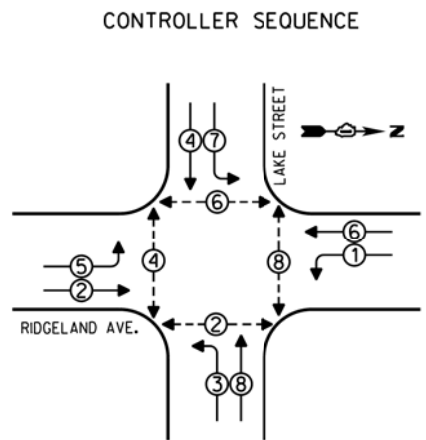 CONTROLLER SEQUENCE
LAKE STREET
N
4 7
6
6
1
5
2
4
8
2
RIDGELAND AVE.
3 8